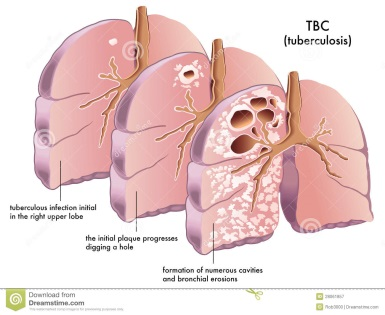 TBC
(tuberculosis)
tuberculous infection initial
in the right upper lobe
the initial plaque progresses
digging a hole
formation of numerous cavities
and bronchial erosions
Download from
Dreamstime.com